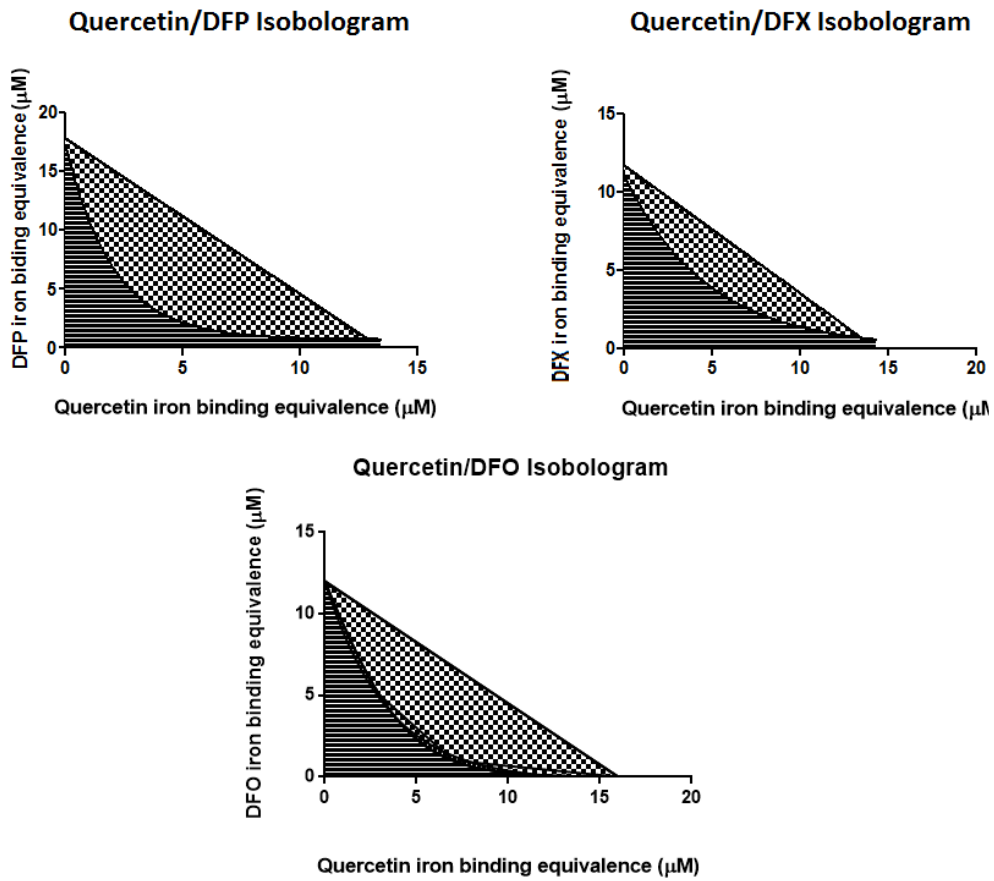 Quercetin/DFP Isobologram
DFP iron biding equivalence (μM)
20
15
10
5
0
0 5 10 15
Quercetin iron binding equivalence (μM)
Quercetin/DFX Isobologram
DFX iron binding equivalence (μM)
15
10
5
0
0 5 10 15 20
Quercetin iron binding equivalence (μM
Quercetin/DFO Isobologram
DFO iron binding equivalence (μM)
15
10
5
0
0 5 10 15 20
Quercetin iron binding equivalence (μM)